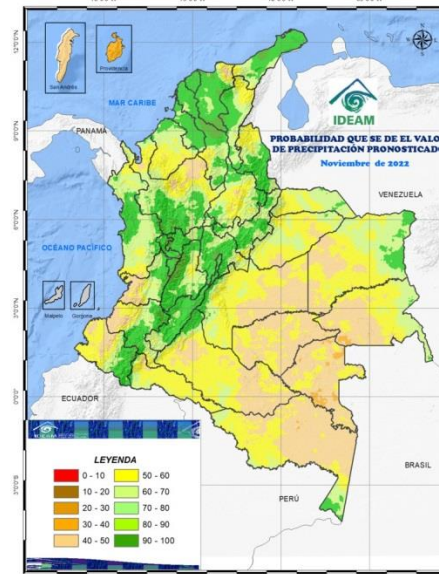 San Andrés
Providencia
MAR CARIBE
PANAMÁ
IDEAM
PROBABILIDAD QUE SE DE EL VALOR
DE PRECIPITACIÓN PRONOSTICADO
Noviembre de 2022
VENEZUELA
OCÉANO PACÍFICO
Malpelo
Gorgona
ECUADOR
BRASIL
PERÚ
LEYENDA
0 - 10
50 - 60
10 - 20
60 - 70
20 - 30
70 - 80
30 - 40
80 - 90
40 - 50
90 - 100